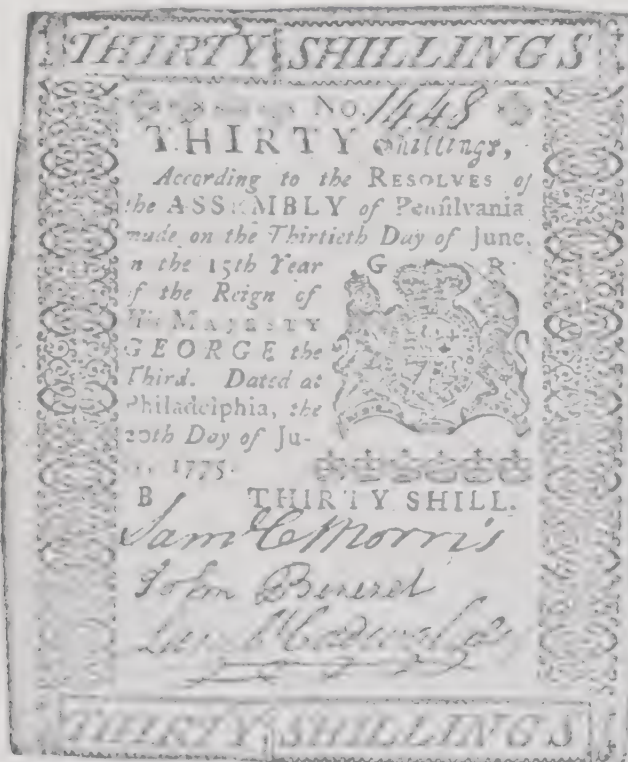 THIRTY SHILLINGS
No. 1448
THIRTY Shillings,
According to the RESOLVES of
the ASSEMBLY of Pensilvania
made on the Thirtieth Day of June,
in the 15th Year
of the Reign of
His MAJESTY
GEORGE the
Third. Dated at
Philadelphia, the
20th Day of Ju-
1775.
G R
B THIRTY SHILL.
Saml C Morris
John
THIRTY SHILLINGS